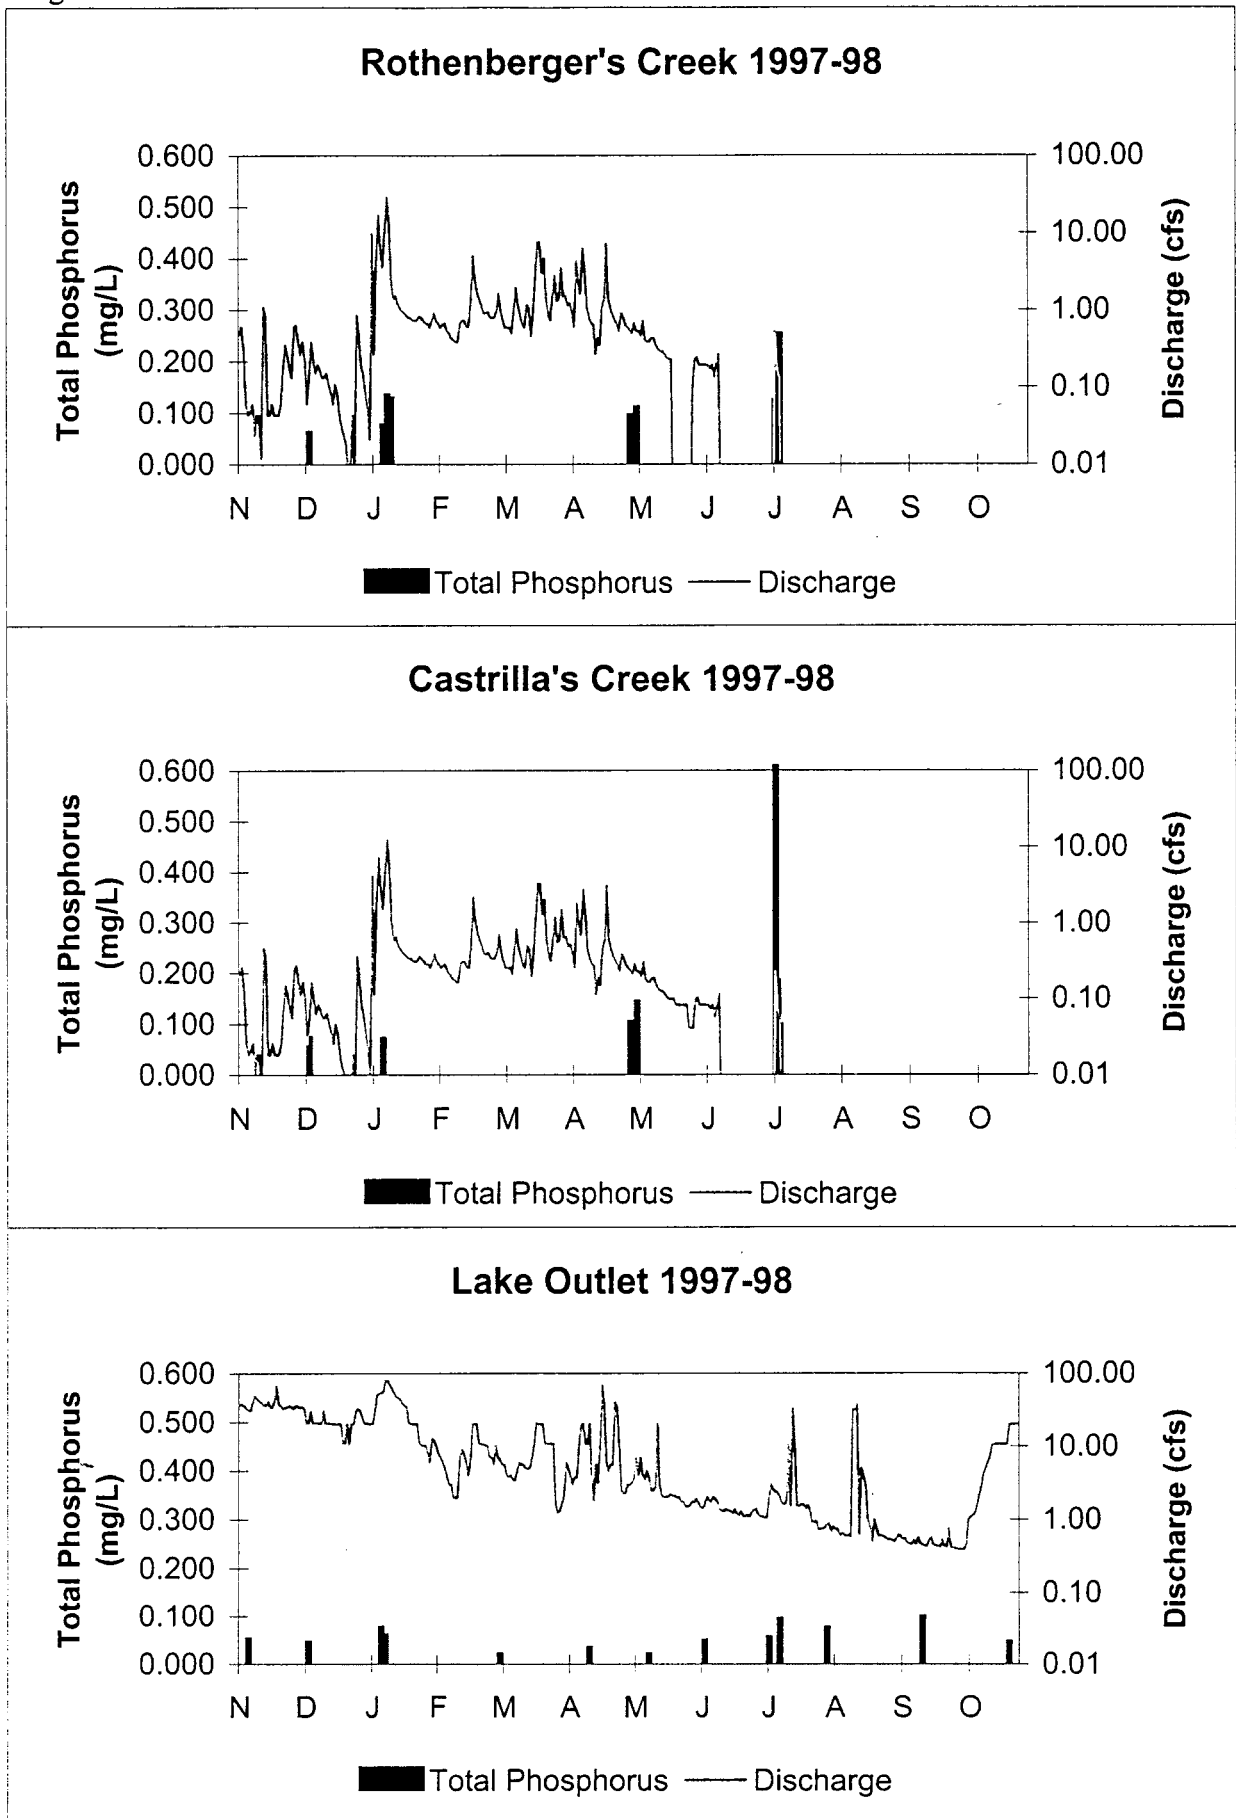 Rothenberger's Creek 1997-98
Total Phosphorus
(mg/L)
0.600
0.500
0.400
0.300
0.200
0.100
0.000
100.00
10.00
1.00
0.10
0.01
Discharge (cfs)
N D J F M A M J J A S O
Total Phosphorus Discharge
Castrilla's Creek 1997-98
Total Phosphorus
(mg/L)
0.600
0.500
0.400
0.300
0.200
0.100
0.000
100.00
10.00
1.00
0.10
0.01
Discharge (cfs)
N D J F M A M J J A S O
Total Phosphorus Discharge
Lake Outlet 1997-98
Total Phosphorus
(mg/L)
0.600
0.500
0.400
0.300
0.200
0.100
0.000
100.00
10.00
1.00
0.10
0.01
Discharge (cfs)
N D J F M A M J J A S O
Total Phosphorus Discharge